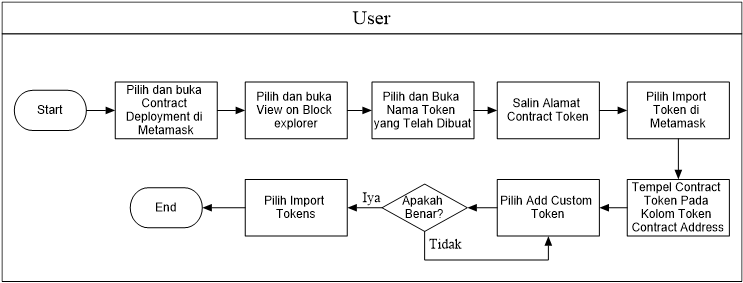 User
Start
Pilih dan buka
Contract
Deployment di
Metamask
Pilih dan buka
View on Block
explorer
Pilih dan Buka
Nama Token
yang Telah Dibuat
Salin Alamat
Contract Token
Pilih Import
Token di
Metamask
Tempel Contract
Token Pada
Kolom Token
Contract Address
Pilih Add Custom
Token
Apakah
Benar?
Iya
Tidak
Pilih Import
Tokens
End